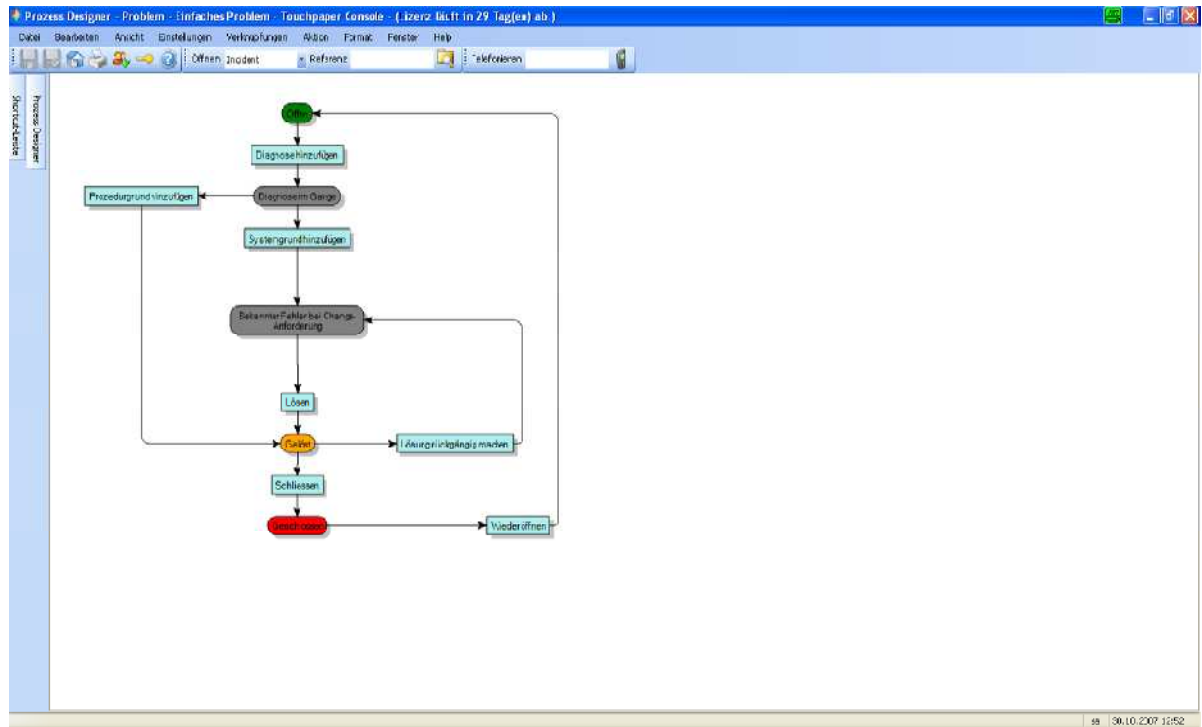 Prozess Designer - Problem - Einfaches Problem - Touchpaper Console - (Lizenz läuft in 29 Tag(en) ab )
Datei Bearbeiten Ansicht Einstellungen Verknüpfungen Aktion Format Fenster Help
Öffnen Incident Referenz Telefonieren
Shortcut-Leiste
Prozess-Designer
Offen
Diagnose hinzufügen
Prozedurgrund hinzufügen
Diagnose im Gange
Systemgrund hinzufügen
Bekannter Fehler bei Change-
Anforderung
Lösen
Gelöst
Lösung rückgängig machen
Schliessen
Geschlossen
Wiederöffnen
sa 30.10.2007 12:52